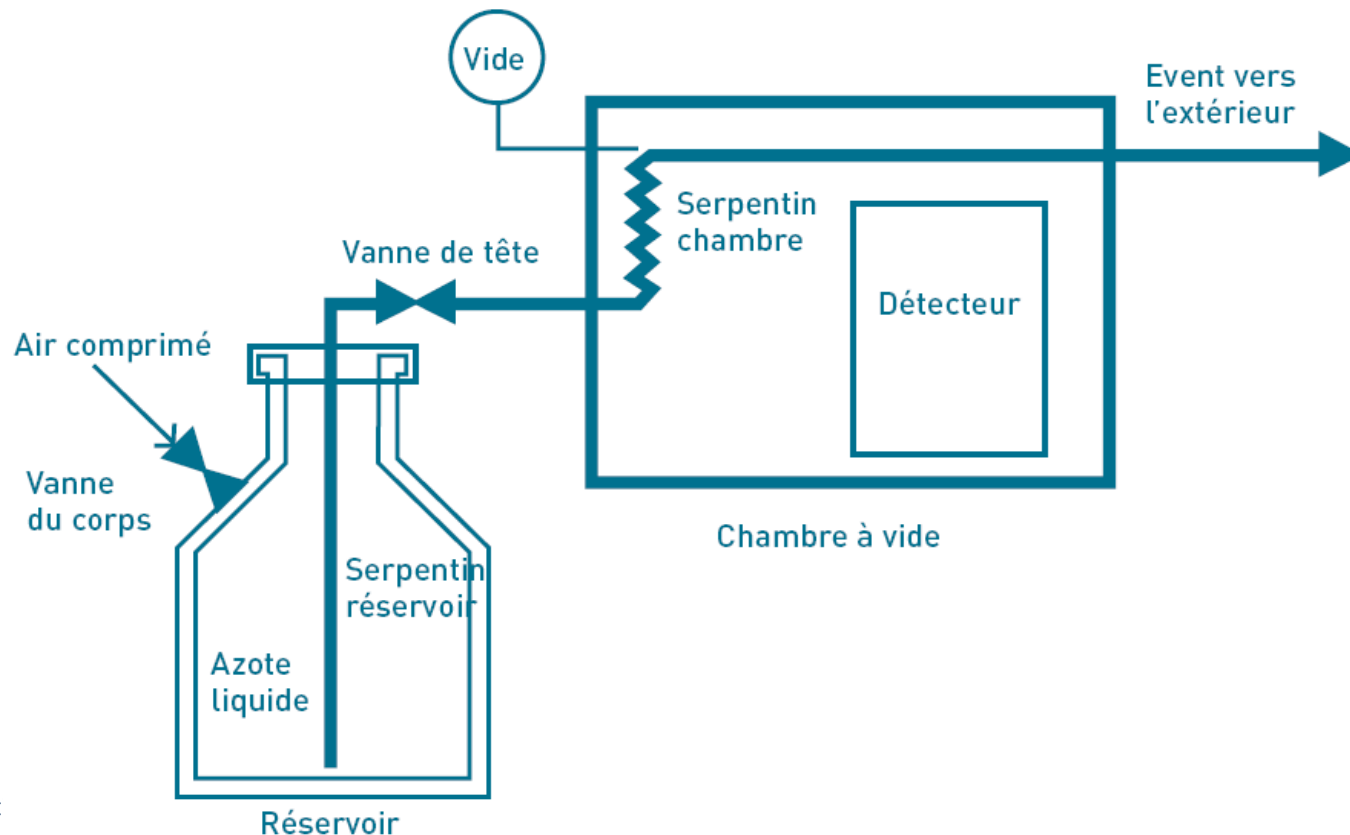 Vide
Event vers
l'extérieur
Serpentin
chambre
Vanne de tête
Détecteur
Air comprimé
Vanne
du corps
Chambre à vide
Serpentin
réservoir
Azote
liquide
Réservoir